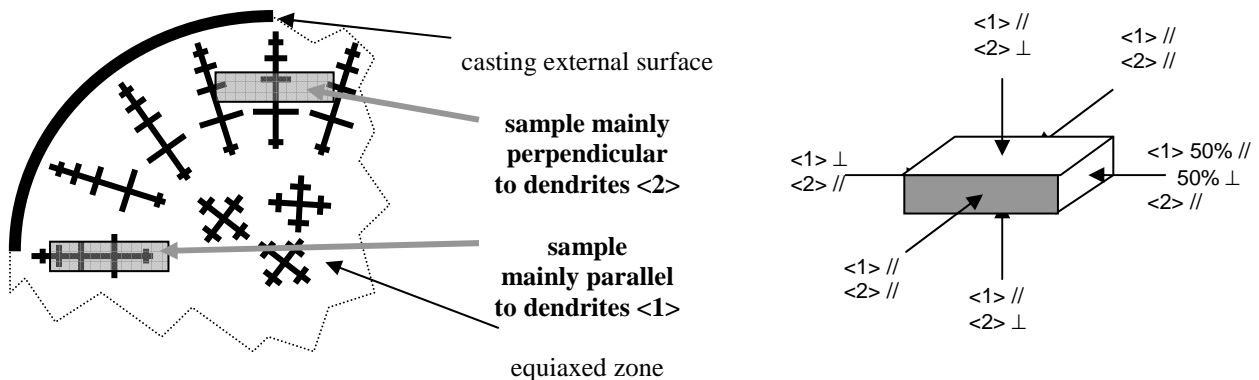 casting external surface
sample mainly
perpendicular
to dendrites <2>
sample
mainly parallel
to dendrites <1>
equiaxed zone
<1> //
<2> ⊥
<1> //
<2> //
<1> ⊥
<2> //
<1> 50% //
50% ⊥
<2> //
<1> //
<2> //
<1> //
<2> ⊥